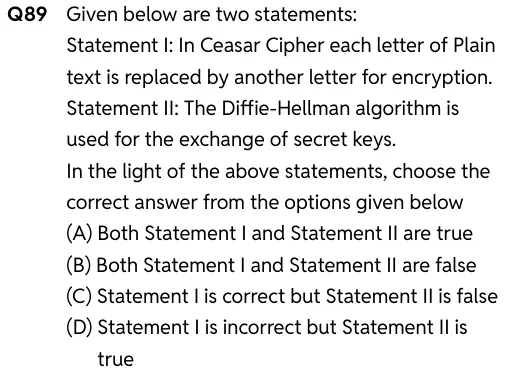 Q89 Given below are two statements:
Statement I: In Ceasar Cipher each letter of Plain
text is replaced by another letter for encryption.
Statement II: The Diffie-Hellman algorithm is
used for the exchange of secret keys.
In the light of the above statements, choose the
correct answer from the options given below
(A) Both Statement I and Statement II are true
(B) Both Statement I and Statement II are false
(C) Statement I is correct but Statement II is false
(D) Statement I is incorrect but Statement II is
true